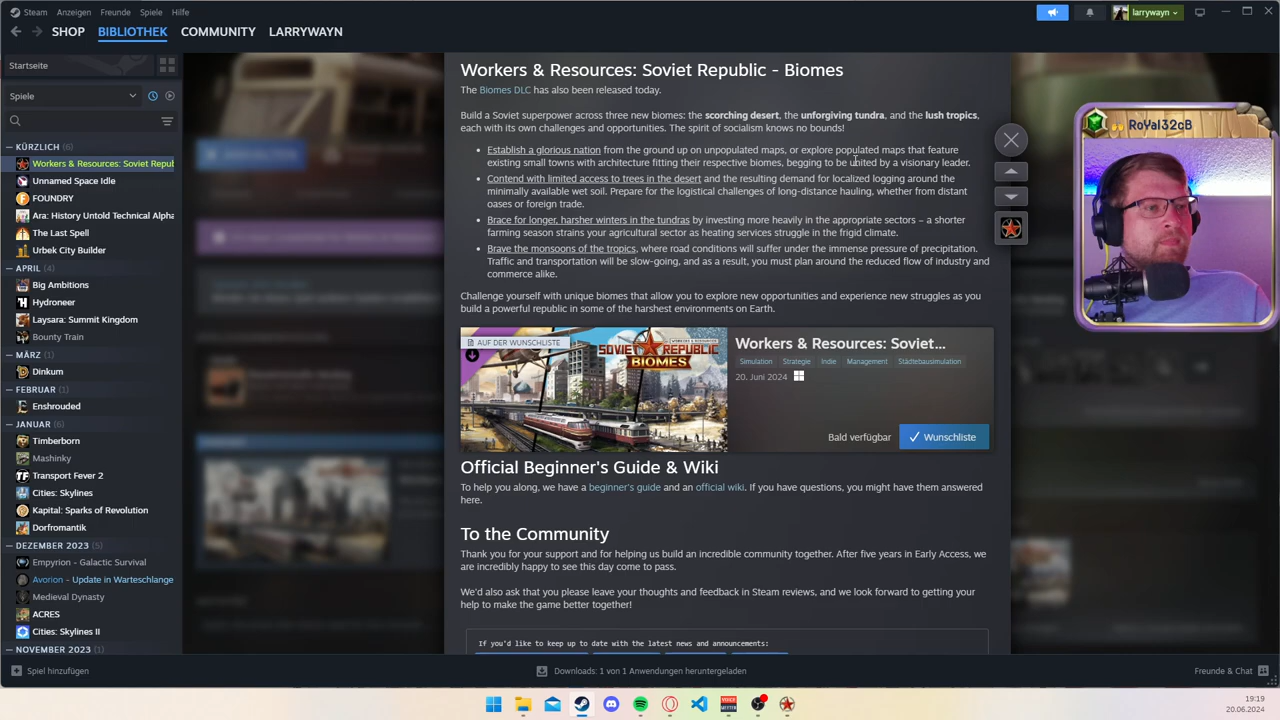 Steam Anzeigen Freunde Spiele Hilfe
larrywayn
SHOP BIBLIOTHEK COMMUNITY LARRYWAYN
Startseite
Spiele
KÜRZLICH (6)
Workers & Resources: Soviet Repub
Unnamed Space Idle
FOUNDRY
Ara: History Untold Technical Alpha
The Last Spell
Urbek City Builder
APRIL (4)
Big Ambitions
Hydroneer
Laysara: Summit Kingdom
Bounty Train
MÄRZ (1)
Dinkum
FEBRUAR (1)
Enshrouded
JANUAR (6)
Timberborn
Mashinky
Transport Fever 2
Cities: Skylines
Kapital: Sparks of Revolution
Dorfromantik
DEZEMBER 2023 (5)
Empyrion - Galactic Survival
Avorion - Update in Warteschlange
Medieval Dynasty
ACRES
Cities: Skylines II
NOVEMBER 2023 (1)
Spiel hinzufügen
Workers & Resources: Soviet Republic - Biomes
The Biomes DLC has also been released today.
Build a Soviet superpower across three new biomes: the scorching desert, the unforgiving tundra, and the lush tropics,
each with its own challenges and opportunities. The spirit of socialism knows no bounds!
• Establish a glorious nation from the ground up on unpopulated maps, or explore populated maps that feature
existing small towns with architecture fitting their respective biomes, begging to be united by a visionary leader.
• Contend with limited access to trees in the desert and the resulting demand for localized logging around the
minimally available wet soil. Prepare for the logistical challenges of long-distance hauling, whether from distant
oases or foreign trade.
• Brace for longer, harsher winters in the tundras by investing more heavily in the appropriate sectors – a shorter
farming season strains your agricultural sector as heating services struggle in the frigid climate.
• Brave the monsoons of the tropics, where road conditions will suffer under the immense pressure of precipitation.
Traffic and transportation will be slow-going, and as a result, you must plan around the reduced flow of industry and
commerce alike.
Challenge yourself with unique biomes that allow you to explore new opportunities and experience new struggles as you
build a powerful republic in some of the harshest environments on Earth.
AUF DER WUNSCHLISTE
WORKERS & RESOURCES
SOVIET REPUBLIC
BIOMES
Workers & Resources: Soviet...
Simulation Strategie Indie Management Städtebausimulation
20. Juni 2024
Bald verfügbar ✓ Wunschliste
Official Beginner's Guide & Wiki
To help you along, we have a beginner's guide and an official wiki. If you have questions, you might have them answered
here.
To the Community
Thank you for your support and for helping us build an incredible community together. After five years in Early Access, we
are incredibly happy to see this day come to pass.
We'd also ask that you please leave your thoughts and feedback in Steam reviews, and we look forward to getting your
help to make the game better together!
If you'd like to keep up to date with the latest news and announcements:
RoYal32cB
Downloads: 1 von 1 Anwendungen heruntergeladen
Freunde & Chat
19:19
20.06.2024